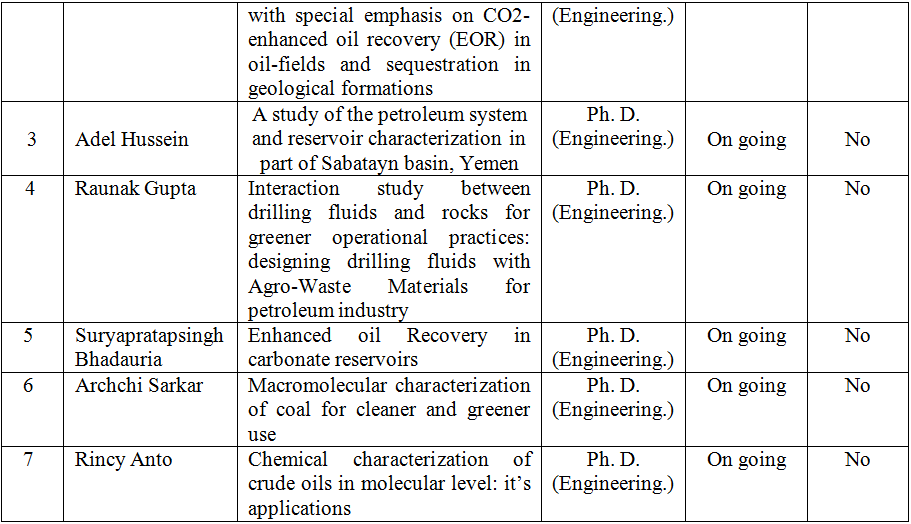 with special emphasis on CO2- (Engineering.)
enhanced oil recovery (EOR) in
oil-fields and sequestration in
geological formations
3 Adel Hussein A study of the petroleum system Ph. D. On going No
and reservoir characterization in (Engineering.)
part of Sabatayn basin, Yemen
4 Raunak Gupta Interaction study between Ph. D. On going No
drilling fluids and rocks for (Engineering.)
greener operational practices:
designing drilling fluids with
Agro-Waste Materials for
petroleum industry
5 Suryapratapsingh Enhanced oil Recovery in Ph. D. On going No
Bhadauria carbonate reservoirs (Engineering.)
6 Archchi Sarkar Macromolecular characterization Ph. D. On going No
of coal for cleaner and greener (Engineering.)
use
7 Rincy Anto Chemical characterization of Ph. D. On going No
crude oils in molecular level: it’s (Engineering.)
applications